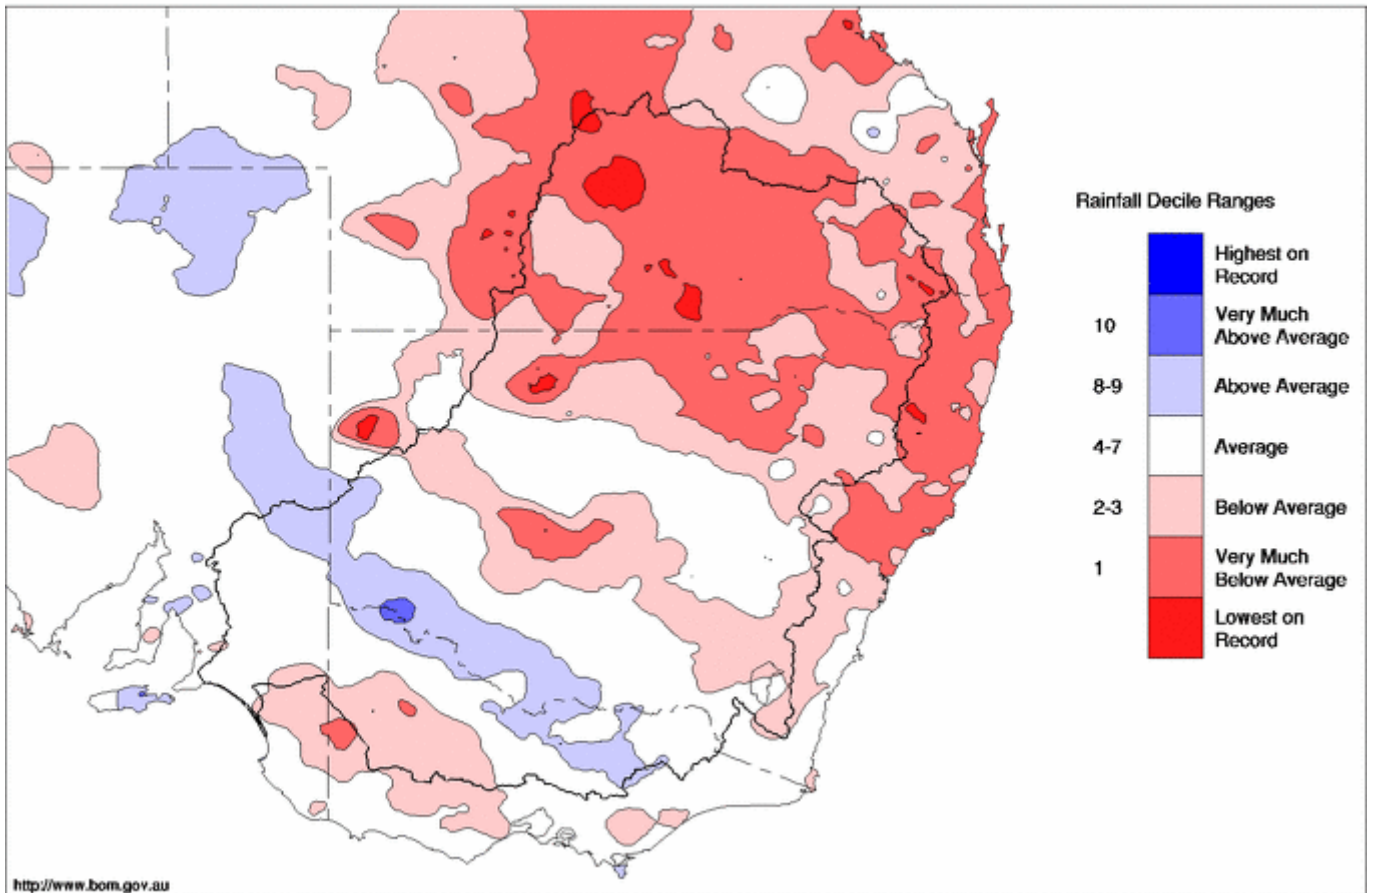 Rainfall Decile Ranges
Highest on
Record
10
Very Much
Above Average
8-9
Above Average
4-7
Average
2-3
Below Average
1
Very Much
Below Average
Lowest on
Record
http://www.bom.gov.au